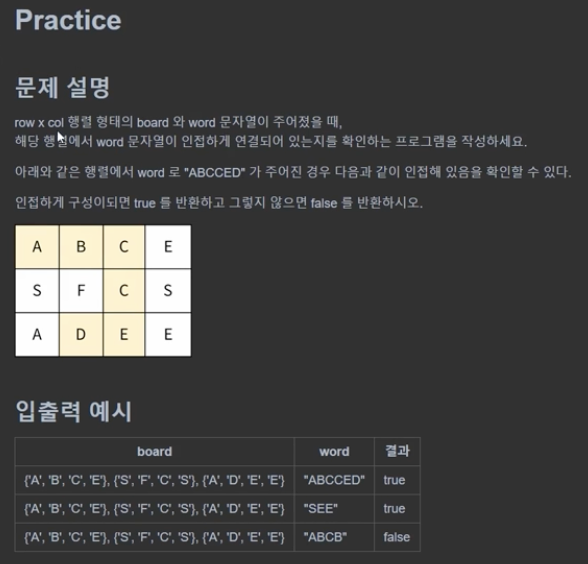 Practice
문제 설명
row x col 행렬 형태의 board 와 word 문자열이 주어졌을 때,
해당 행렬에서 word 문자열이 인접하게 연결되어 있는지를 확인하는 프로그램을 작성하세요.
아래와 같은 행렬에서 word 로 "ABCCED" 가 주어진 경우 다음과 같이 인접해 있음을 확인할 수 있다.
인접하게 구성이되면 true 를 반환하고 그렇지 않으면 false 를 반환하시오.
A B C E
S F C S
A D E E
입출력 예시
board word 결과
{'A', 'B', 'C', 'E'}, {'S', 'F', 'C', 'S'}, {'A', 'D', 'E', 'E'} "ABCCED" true
{'A', 'B', 'C', 'E'}, {'S', 'F', 'C', 'S'}, {'A', 'D', 'E', 'E'} "SEE" true
{'A', 'B', 'C', 'E'}, {'S', 'F', 'C', 'S'}, {'A', 'D', 'E', 'E'} "ABCB" false